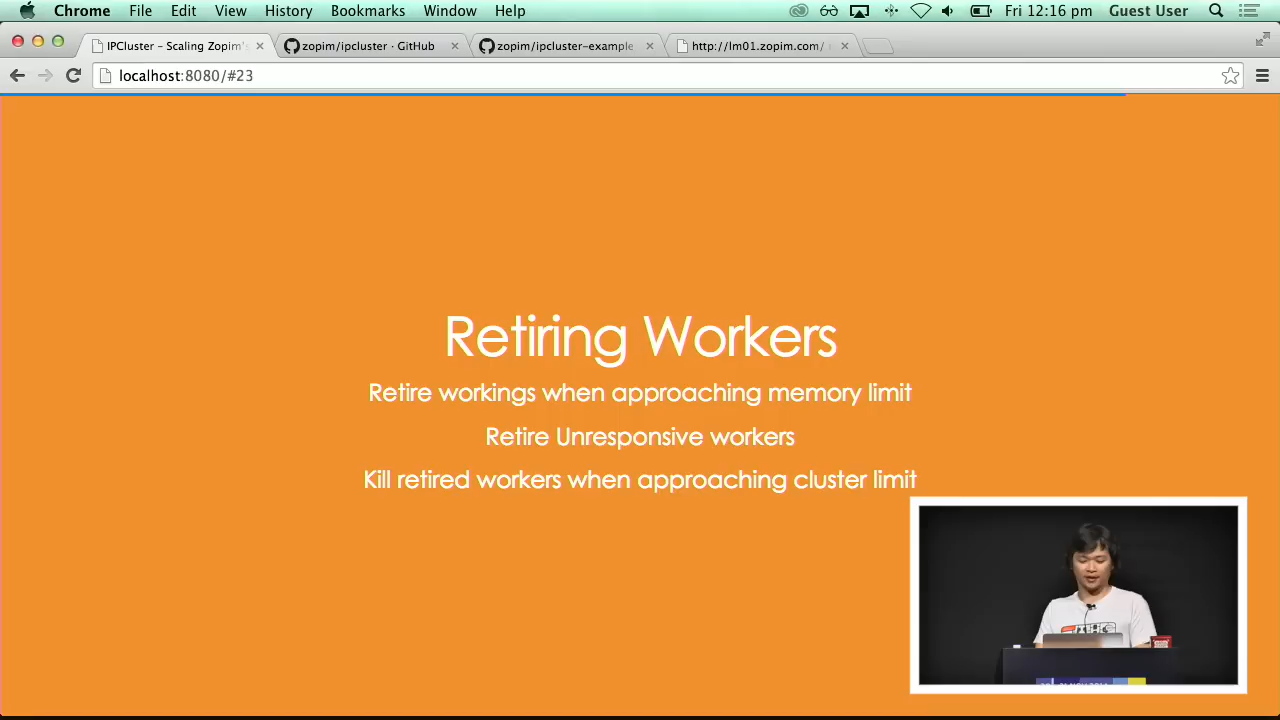 Chrome File Edit View History Bookmarks Window Help Fri 12:16 pm Guest User
IPCluster – Scaling Zopim's zopim/ipcluster · GitHub zopim/ipcluster-example http://lm01.zopim.com/
localhost:8080/#23
Retiring Workers
Retire workings when approaching memory limit
Retire Unresponsive workers
Kill retired workers when approaching cluster limit